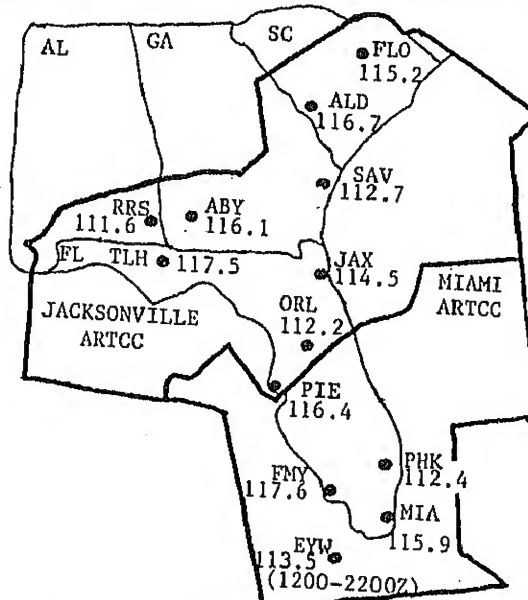 AL
GA
SC
FLO
115.2
ALD
116.7
SAV
112.7
RRS
111.6
ABY
116.1
FL
TLH
117.5
JAX
114.5
JACKSONVILLE
ARTCC
ORL
112.2
MIAMI
ARTCC
PIE
116.4
PHK
112.4
FMY
117.6
MIA
115.9
EYW
113.5
(1200-2200Z)